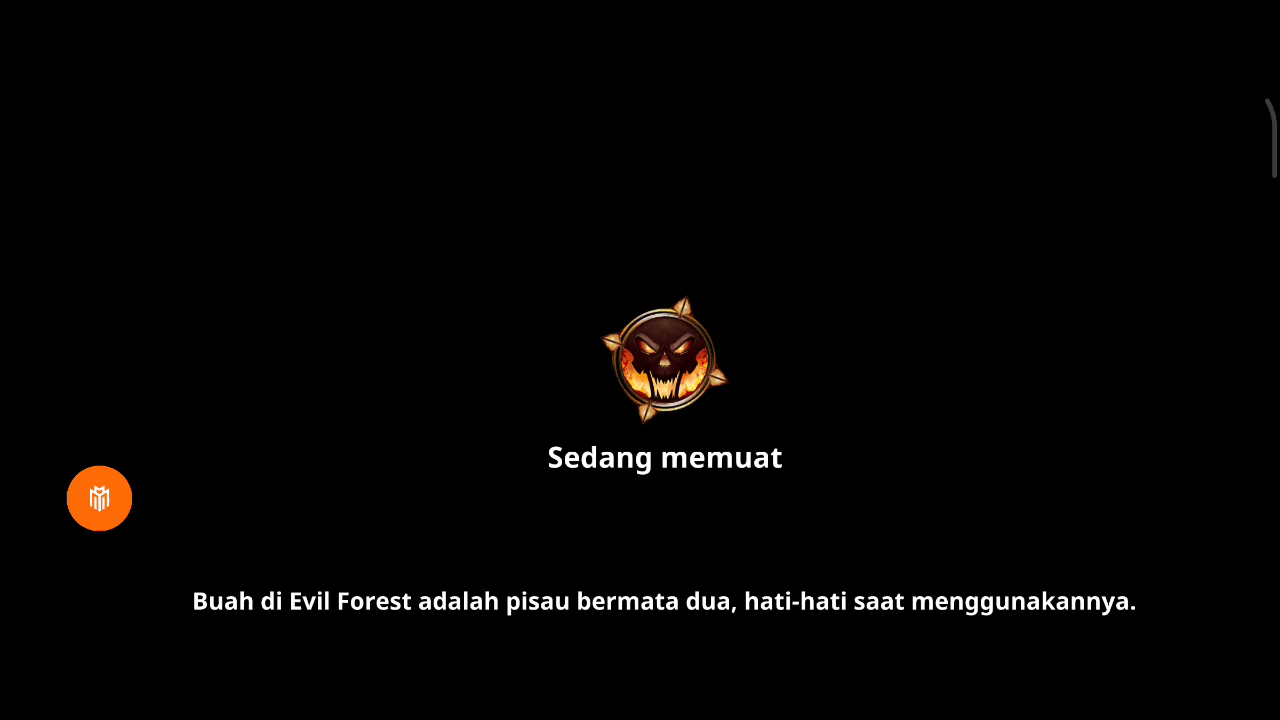 Sedang memuat
Buah di Evil Forest adalah pisau bermata dua, hati-hati saat menggunakannya.